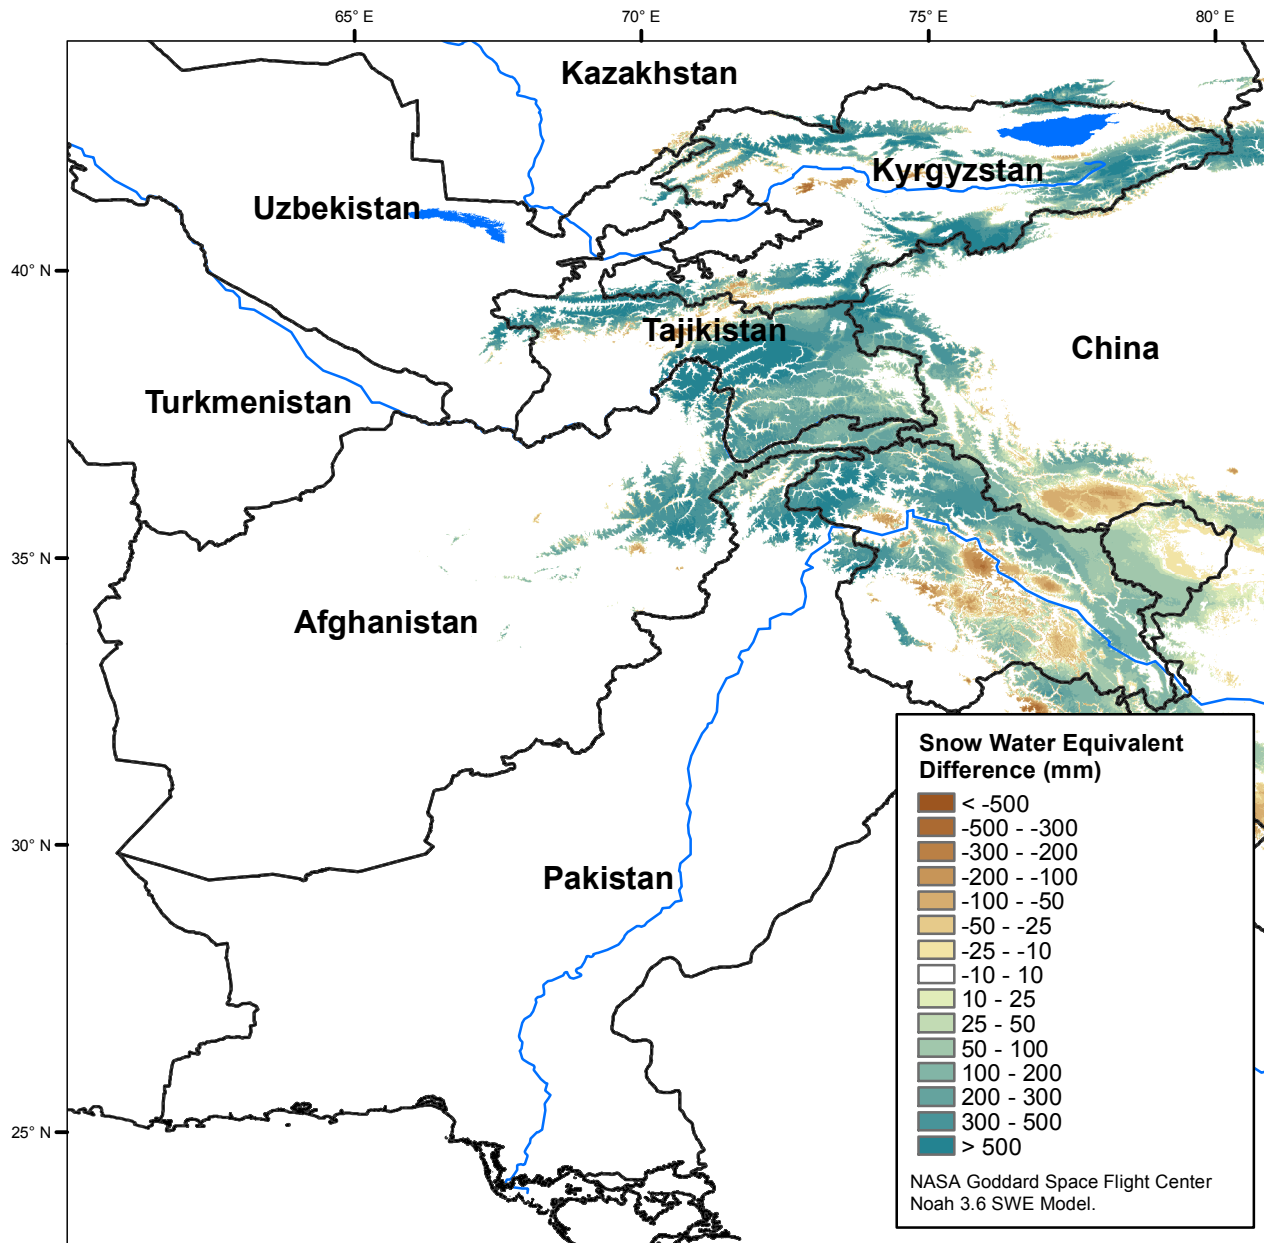 65° E
70° E
75° E
80° E
Kazakhstan
Kyrgyzstan
Uzbekistan
40° N
Tajikistan
China
Turkmenistan
35° N
Afghanistan
Snow Water Equivalent
Difference (mm)
< -500
-500 - -300
-300 - -200
-200 - -100
-100 - -50
-50 - -25
-25 - -10
-10 - 10
10 - 25
25 - 50
50 - 100
100 - 200
200 - 300
300 - 500
> 500
NASA Goddard Space Flight Center
Noah 3.6 SWE Model.
30° N
Pakistan
25° N